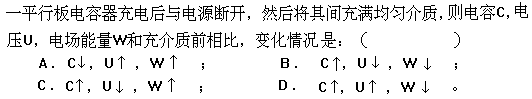 一平行板电容器充电后与电源断开，然后将其间充满均匀介质，则电容C，电
压U，电场能量W和充介质前相比，变化情况是：（ ）
A．C↓，U↑，W↑ ； B．C↑，U↓，W↓ ；
C．C↑，U↑，W↑ ； D．C↑，U↓，W↑ 。